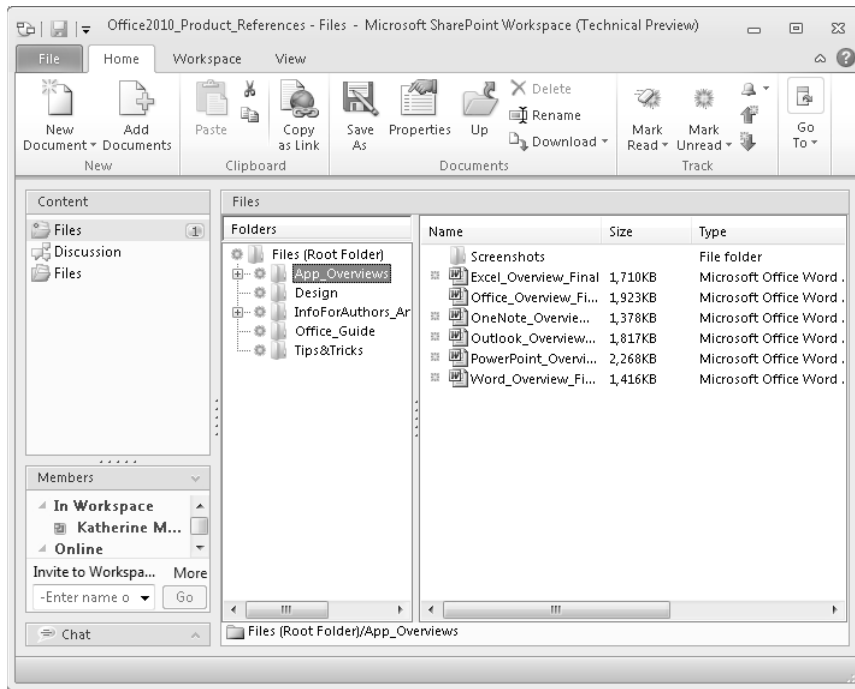 Office2010_Product_References - Files - Microsoft SharePoint Workspace (Technical Preview)
File Home Workspace View
New Document
Add Documents
New
Paste
Copy as Link
Clipboard
Save As
Properties
Up
Delete
Rename
Download
Documents
Mark Read
Mark Unread
Track
Go To
Content
Files 1
Discussion
Files
Members
In Workspace
Katherine M...
Online
Invite to Workspa... More
-Enter name o Go
Chat
Files
Folders
Files (Root Folder)
App_Overviews
Design
InfoForAuthors_Ar
Office_Guide
Tips&Tricks
Name Size Type
Screenshots File folder
Excel_Overview_Final 1,710KB Microsoft Office Word .
Office_Overview_Fi... 1,923KB Microsoft Office Word .
OneNote_Overvie... 1,378KB Microsoft Office Word .
Outlook_Overview... 1,817KB Microsoft Office Word .
PowerPoint_Overvi... 2,268KB Microsoft Office Word .
Word_Overview_Fi... 1,416KB Microsoft Office Word .
Files (Root Folder)/App_Overviews